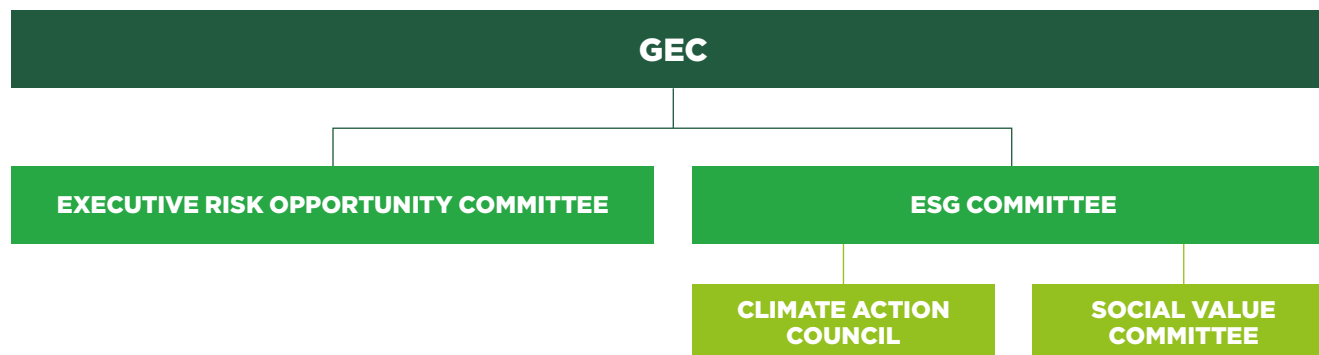 GEC
EXECUTIVE RISK OPPORTUNITY COMMITTEE
ESG COMMITTEE
CLIMATE ACTION
COUNCIL
SOCIAL VALUE
COMMITTEE